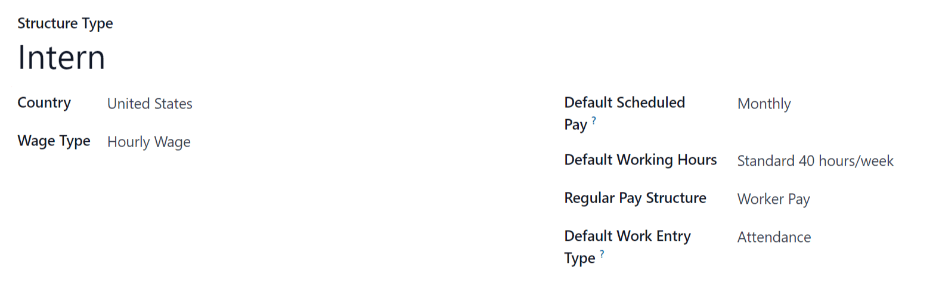 Structure Type
Intern
Country United States
Wage Type Hourly Wage
Default Scheduled Pay ? Monthly
Default Working Hours Standard 40 hours/week
Regular Pay Structure Worker Pay
Default Work Entry Type ? Attendance